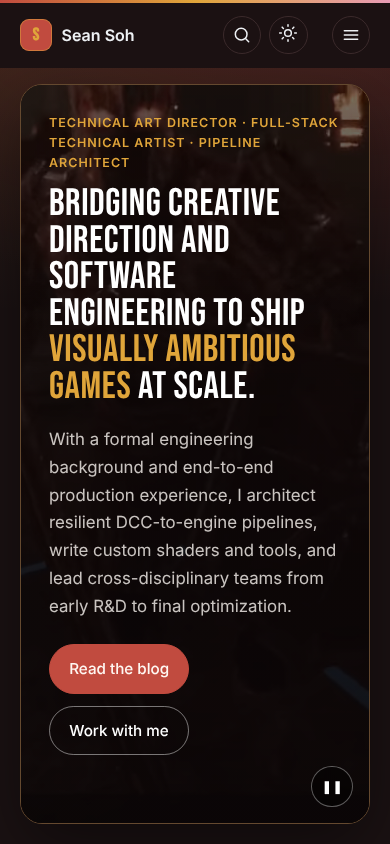 S
Sean Soh
TECHNICAL ART DIRECTOR · FULL-STACK
TECHNICAL ARTIST · PIPELINE
ARCHITECT
BRIDGING CREATIVE
DIRECTION AND
SOFTWARE
ENGINEERING TO SHIP
VISUALLY AMBITIOUS
GAMES AT SCALE.
With a formal engineering
background and end-to-end
production experience, I architect
resilient DCC-to-engine pipelines,
write custom shaders and tools, and
lead cross-disciplinary teams from
early R&D to final optimization.
Read the blog
Work with me